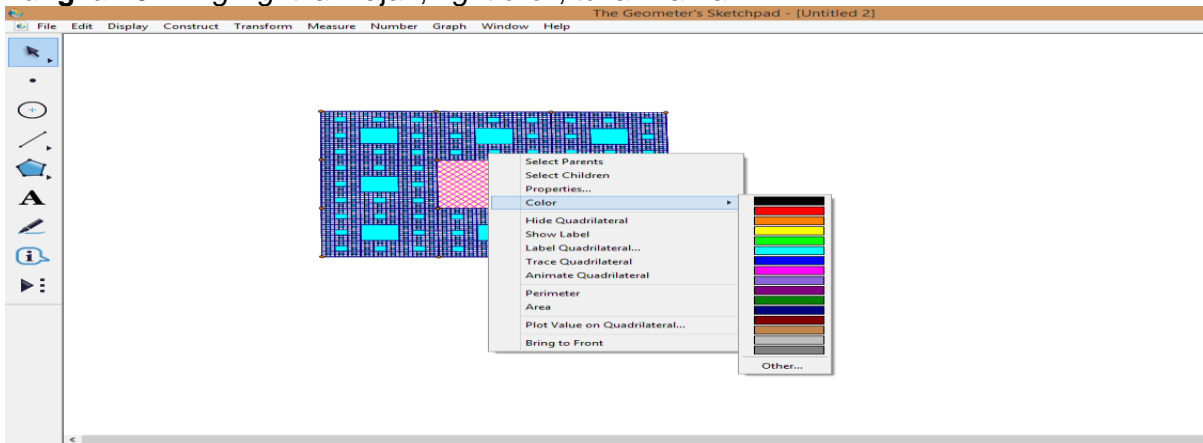 The Geometer's Sketchpad - [Untitled 2]
File Edit Display Construct Transform Measure Number Graph Window Help
A
i
Select Parents
Select Children
Properties...
Color
Hide Quadrilateral
Show Label
Label Quadrilateral...
Trace Quadrilateral
Animate Quadrilateral
Perimeter
Area
Plot Value on Quadrilateral...
Bring to Front
Other...